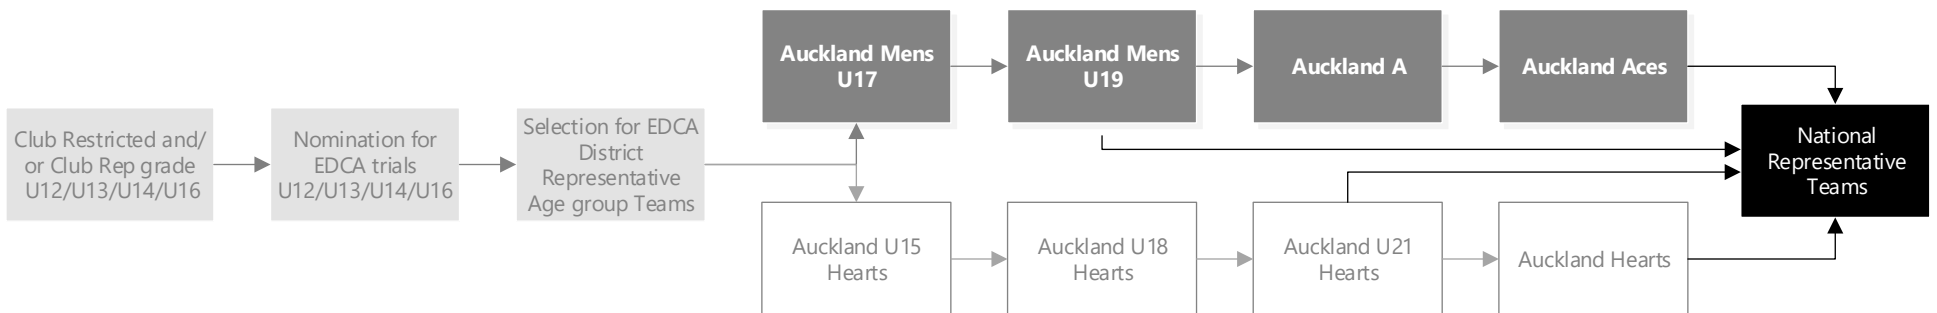 Club Restricted and/
or Club Rep grade
U12/U13/U14/U16
Nomination for
EDCA trials
U12/U13/U14/U16
Selection for EDCA
District
Representative
Age group Teams
Auckland Mens
U17
Auckland Mens
U19
Auckland A
Auckland Aces
Auckland U15
Hearts
Auckland U18
Hearts
Auckland U21
Hearts
Auckland Hearts
National
Representative
Teams